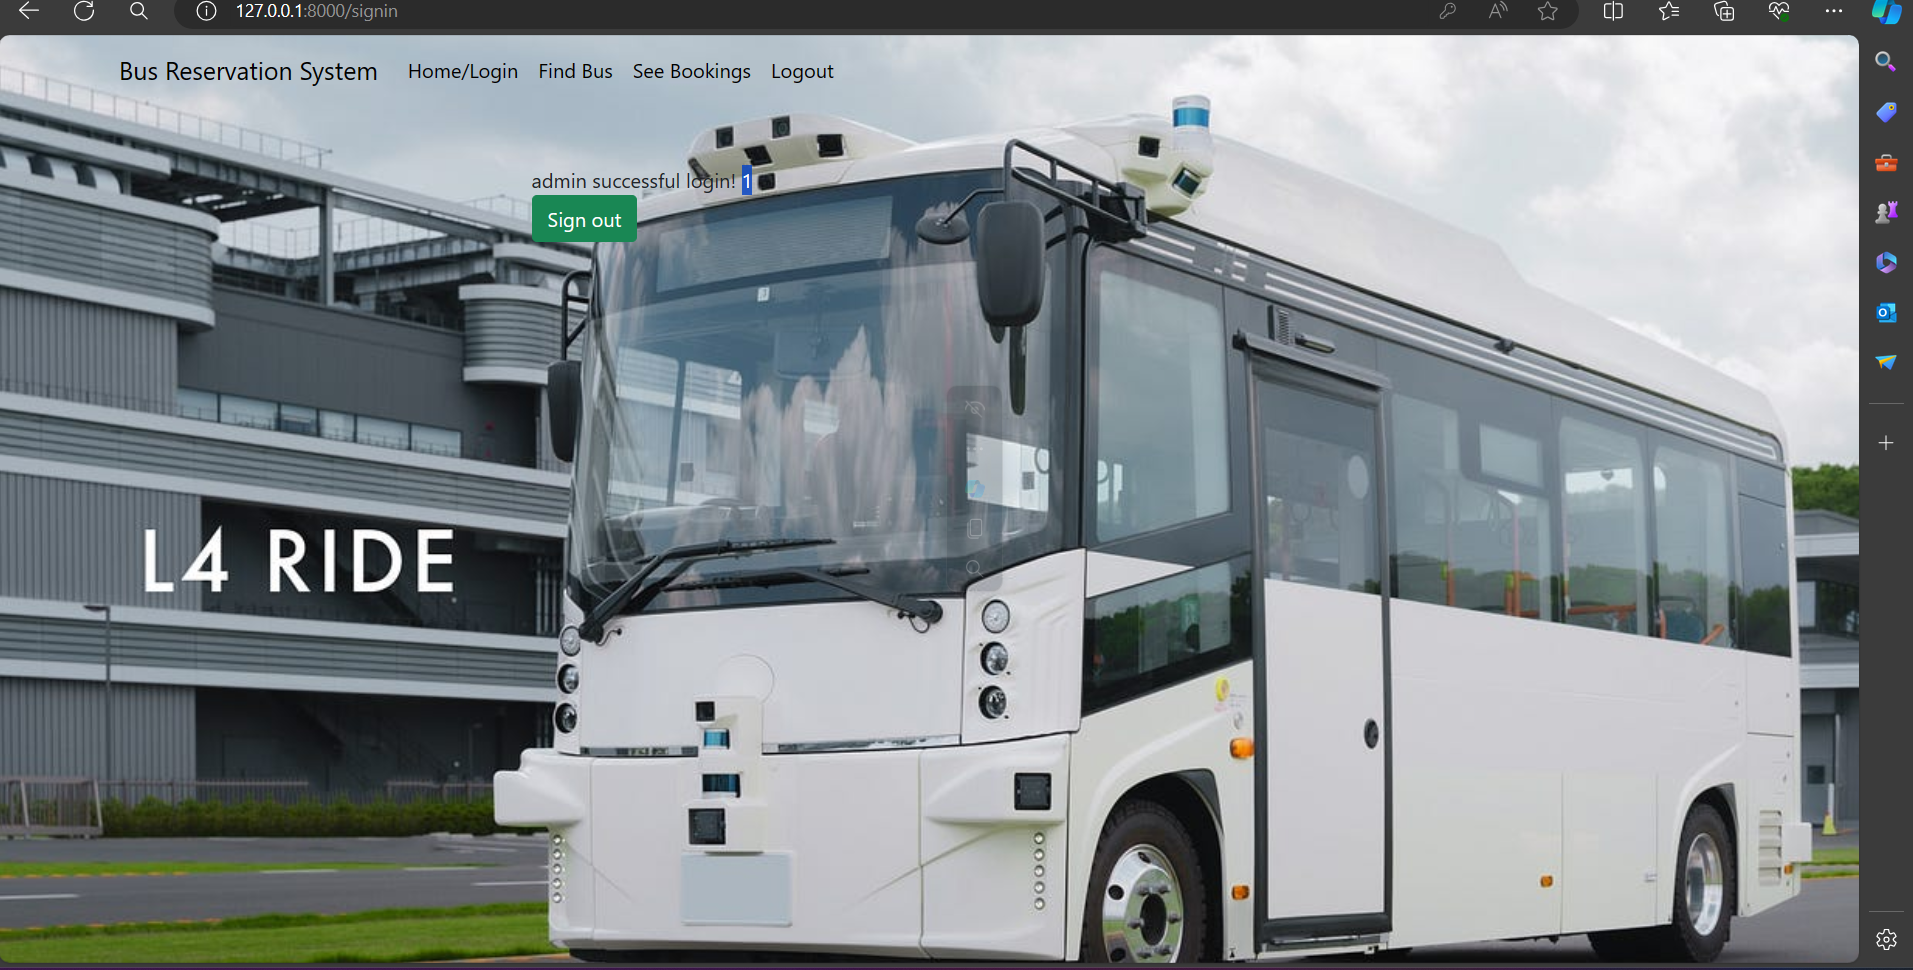 127.0.0.1:8000/signin
Bus Reservation System Home/Login Find Bus See Bookings Logout
admin successful login! 1
Sign out
L4 RIDE